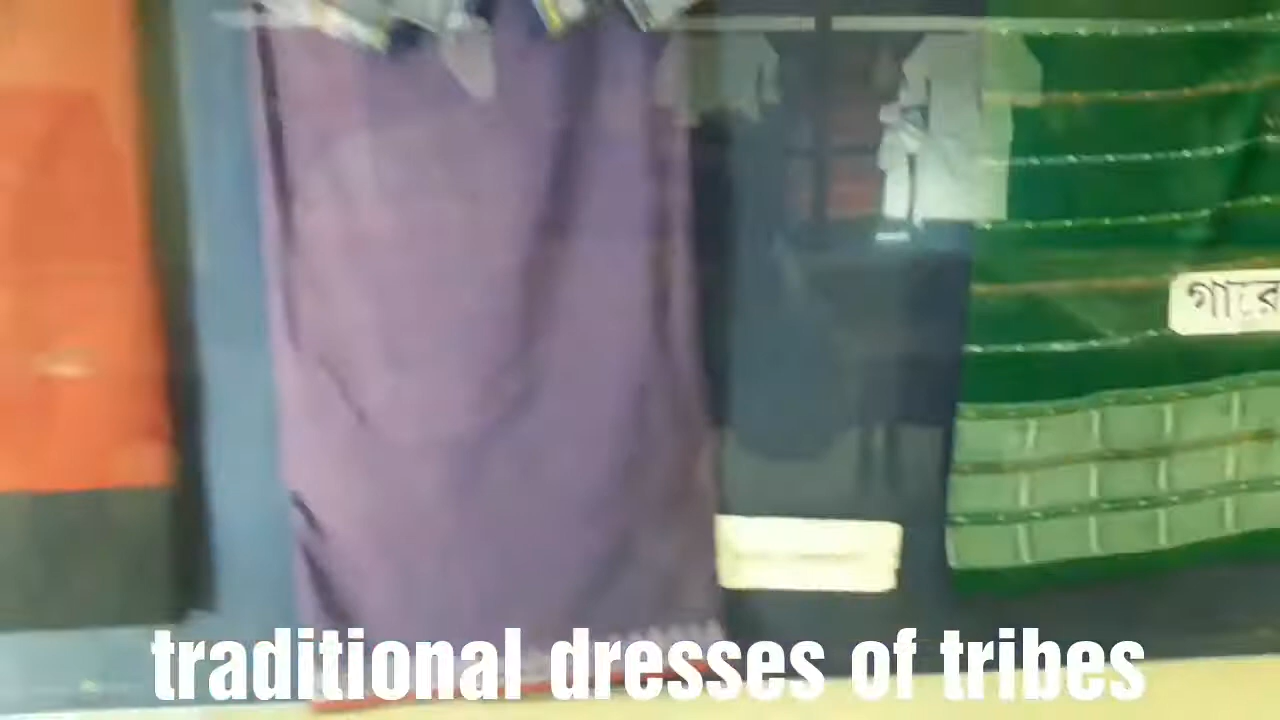 গারো
traditional dresses of tribes